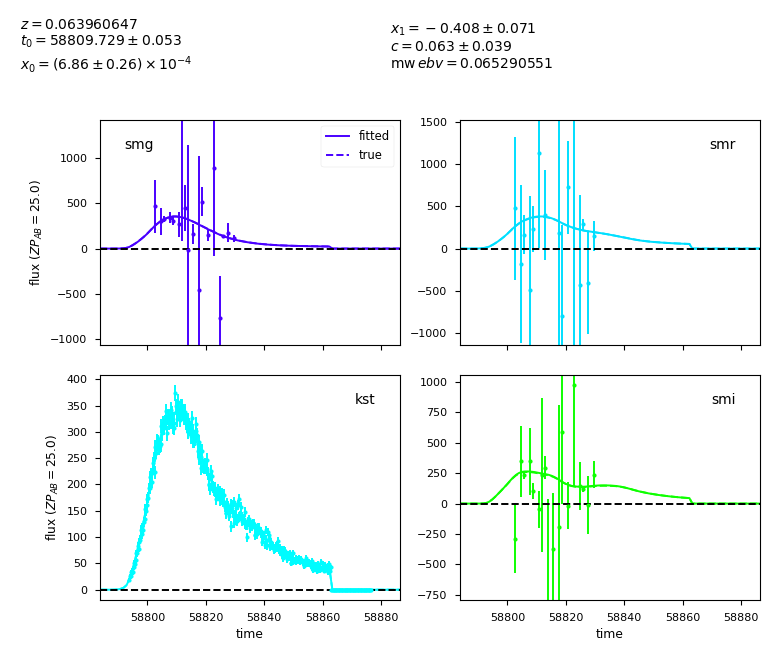 z = 0.063960647
t₀ = 58809.729 ± 0.053
x₀ = (6.86 ± 0.26) × 10⁻⁴
x₁ = −0.408 ± 0.071
c = 0.063 ± 0.039
mw ebv = 0.065290551
smg
fitted
true
1000
500
0
−500
−1000
flux (ZP_AB = 25.0)
smr
1500
1000
500
0
−500
−1000
kst
400
350
300
250
200
150
100
50
0
flux (ZP_AB = 25.0)
58800 58820 58840 58860 58880
time
smi
1000
750
500
250
0
−250
−500
−750
58800 58820 58840 58860 58880
time